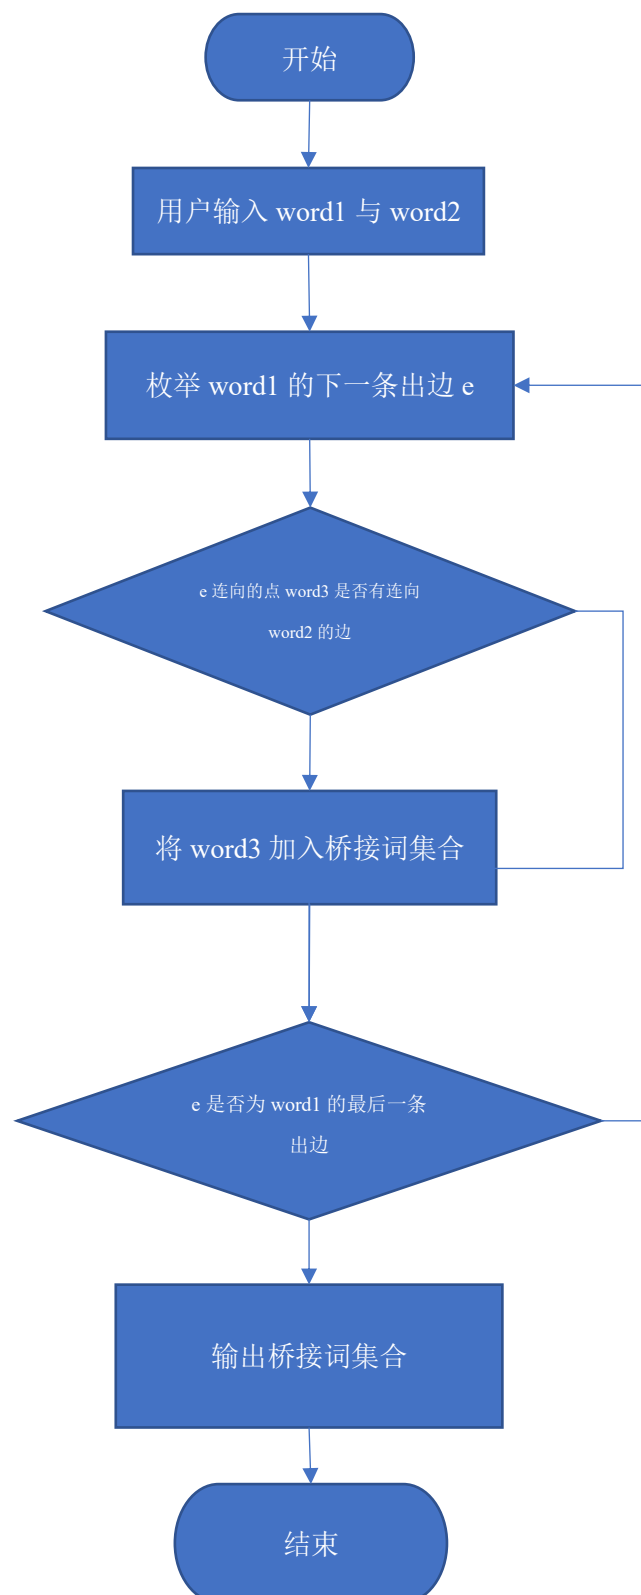 开始
用户输入 word1 与 word2
枚举 word1 的下一条出边 e
e 连向的点 word3 是否有连向
word2 的边
将 word3 加入桥接词集合
e 是否为 word1 的最后一条
出边
输出桥接词集合
结束